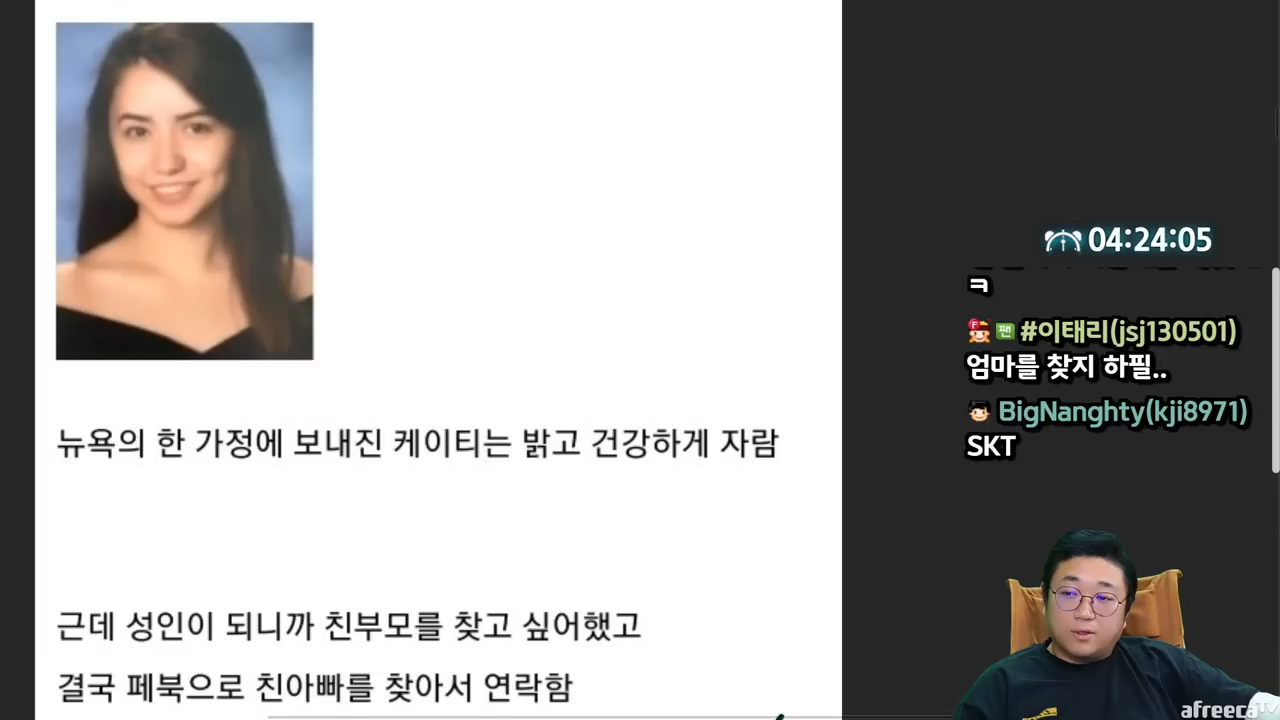 뉴욕의 한 가정에 보내진 케이티는 밝고 건강하게 자람
근데 성인이 되니까 친부모를 찾고 싶어했고
결국 페북으로 친아빠를 찾아서 연락함
04:24:05
ㅋ
팬 #이태리(jsj130501)
엄마를 찾지 하필..
BigNanghty(kji8971)
SKT
afreecaTV